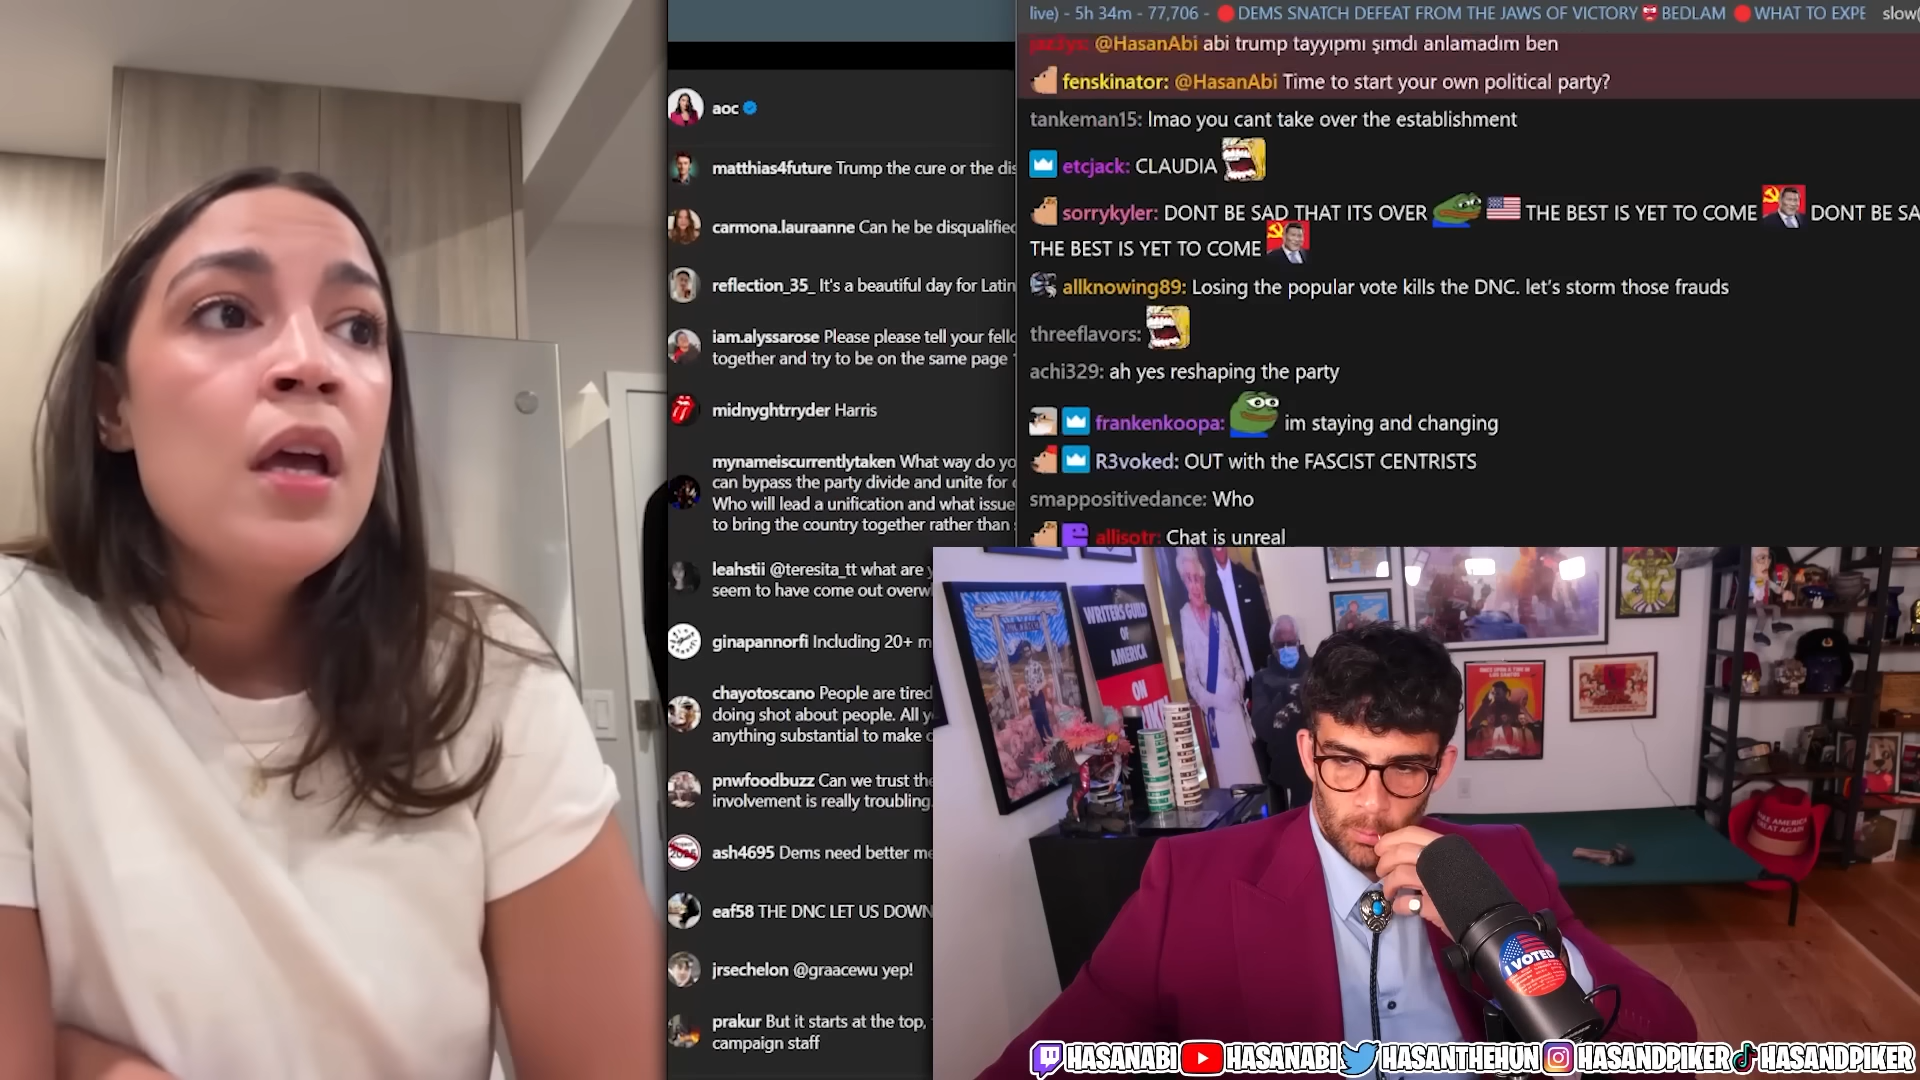 live) - 5h 34m - 77,706 - DEMS SNATCH DEFEAT FROM THE JAWS OF VICTORY BEDLAM WHAT TO EXPE
@HasanAbi abi trump tayyıpmı şımdı anlamadım ben
fenskinator: @HasanAbi Time to start your own political party?
tankeman15: lmao you cant take over the establishment
etcjack: CLAUDIA
sorrykyler: DONT BE SAD THAT ITS OVER THE BEST IS YET TO COME DONT BE SA
THE BEST IS YET TO COME
allknowing89: Losing the popular vote kills the DNC. let's storm those frauds
threeflavors:
achi329: ah yes reshaping the party
frankenkoopa: im staying and changing
R3voked: OUT with the FASCIST CENTRISTS
smappositivedance: Who
allisotr: Chat is unreal
aoc
matthias4future Trump the cure or the dis
carmona.lauraanne Can he be disqualified
reflection_35_ It's a beautiful day for Latin
iam.alyssarose Please please tell your fello
together and try to be on the same page
midnyghtrryder Harris
mynameiscurrentlytaken What way do yo
can bypass the party divide and unite for
Who will lead a unification and what issue
to bring the country together rather than
leahstii @teresita_tt what are y
seem to have come out overw
ginapannorfi Including 20+ m
chayotoscano People are tired
doing shot about people. All y
anything substantial to make
pnwfoodbuzz Can we trust the
involvement is really troubling.
ash4695 Dems need better me
eaf58 THE DNC LET US DOWN
jrsechelon @graacewu yep!
prakur But it starts at the top,
campaign staff
WRITERS GUILD
OF
AMERICA
ON
MAKE AMERICA
GREAT AGAIN
I VOTED
HASANABI HASANABI HASANTHEHUN HASANDPIKER HASANDPIKER